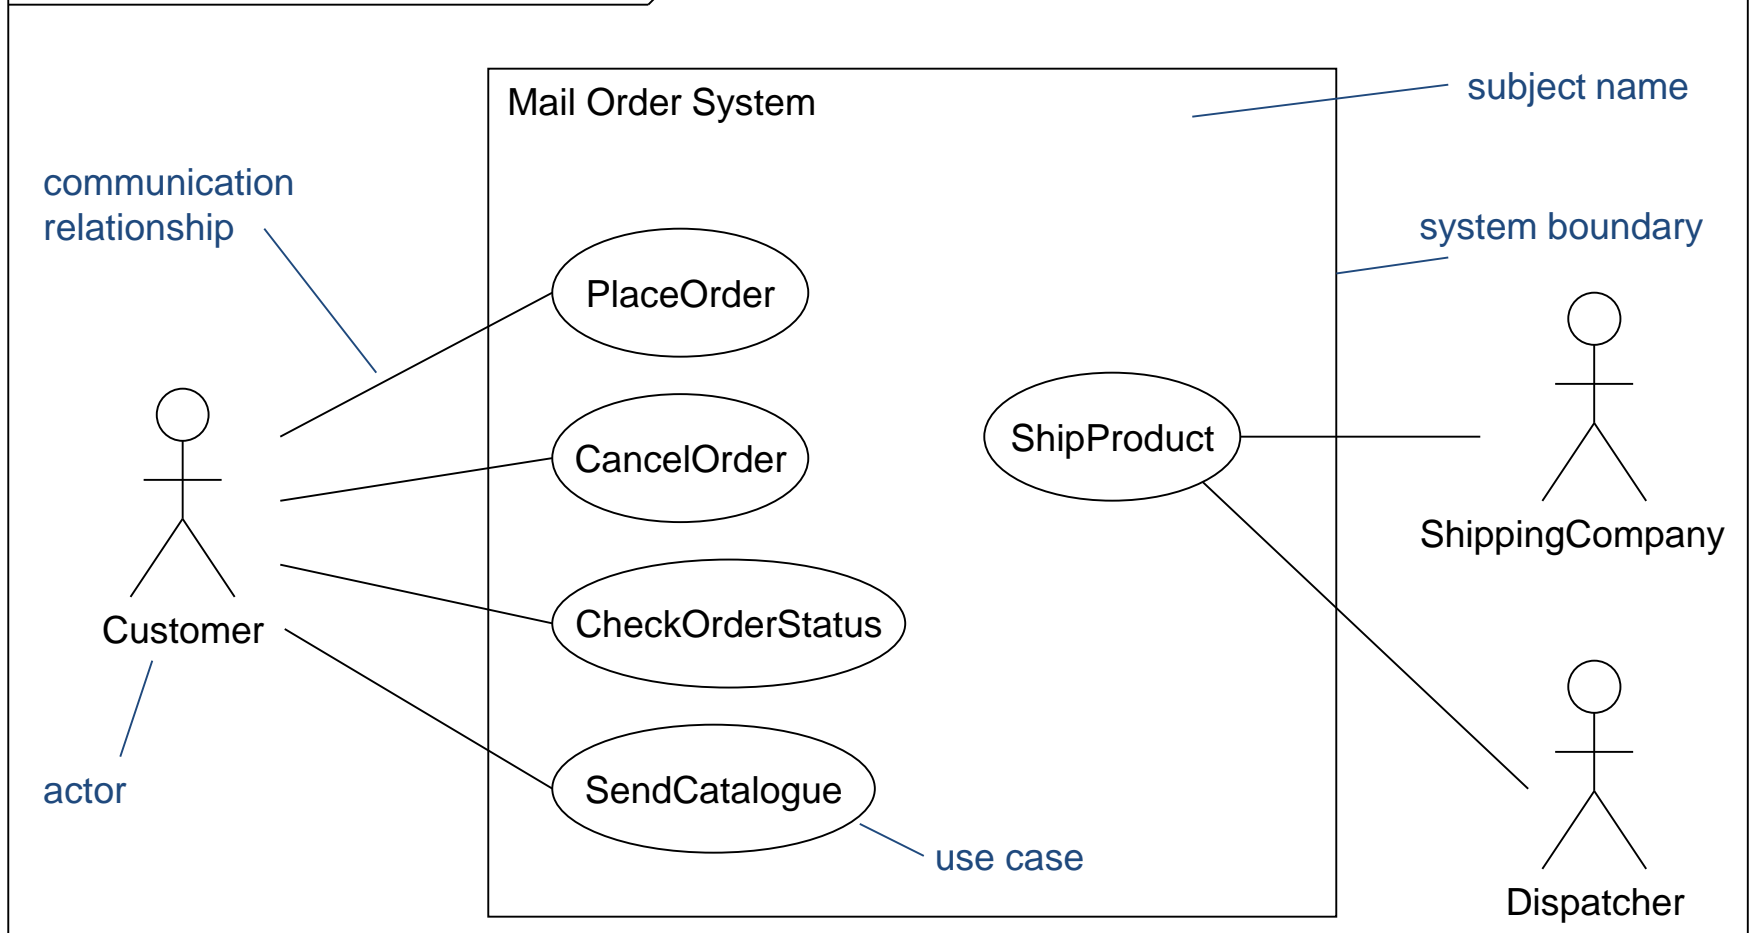 Mail Order System
subject name
communication
relationship
system boundary
PlaceOrder
CancelOrder
ShipProduct
ShippingCompany
CheckOrderStatus
Customer
SendCatalogue
actor
use case
Dispatcher